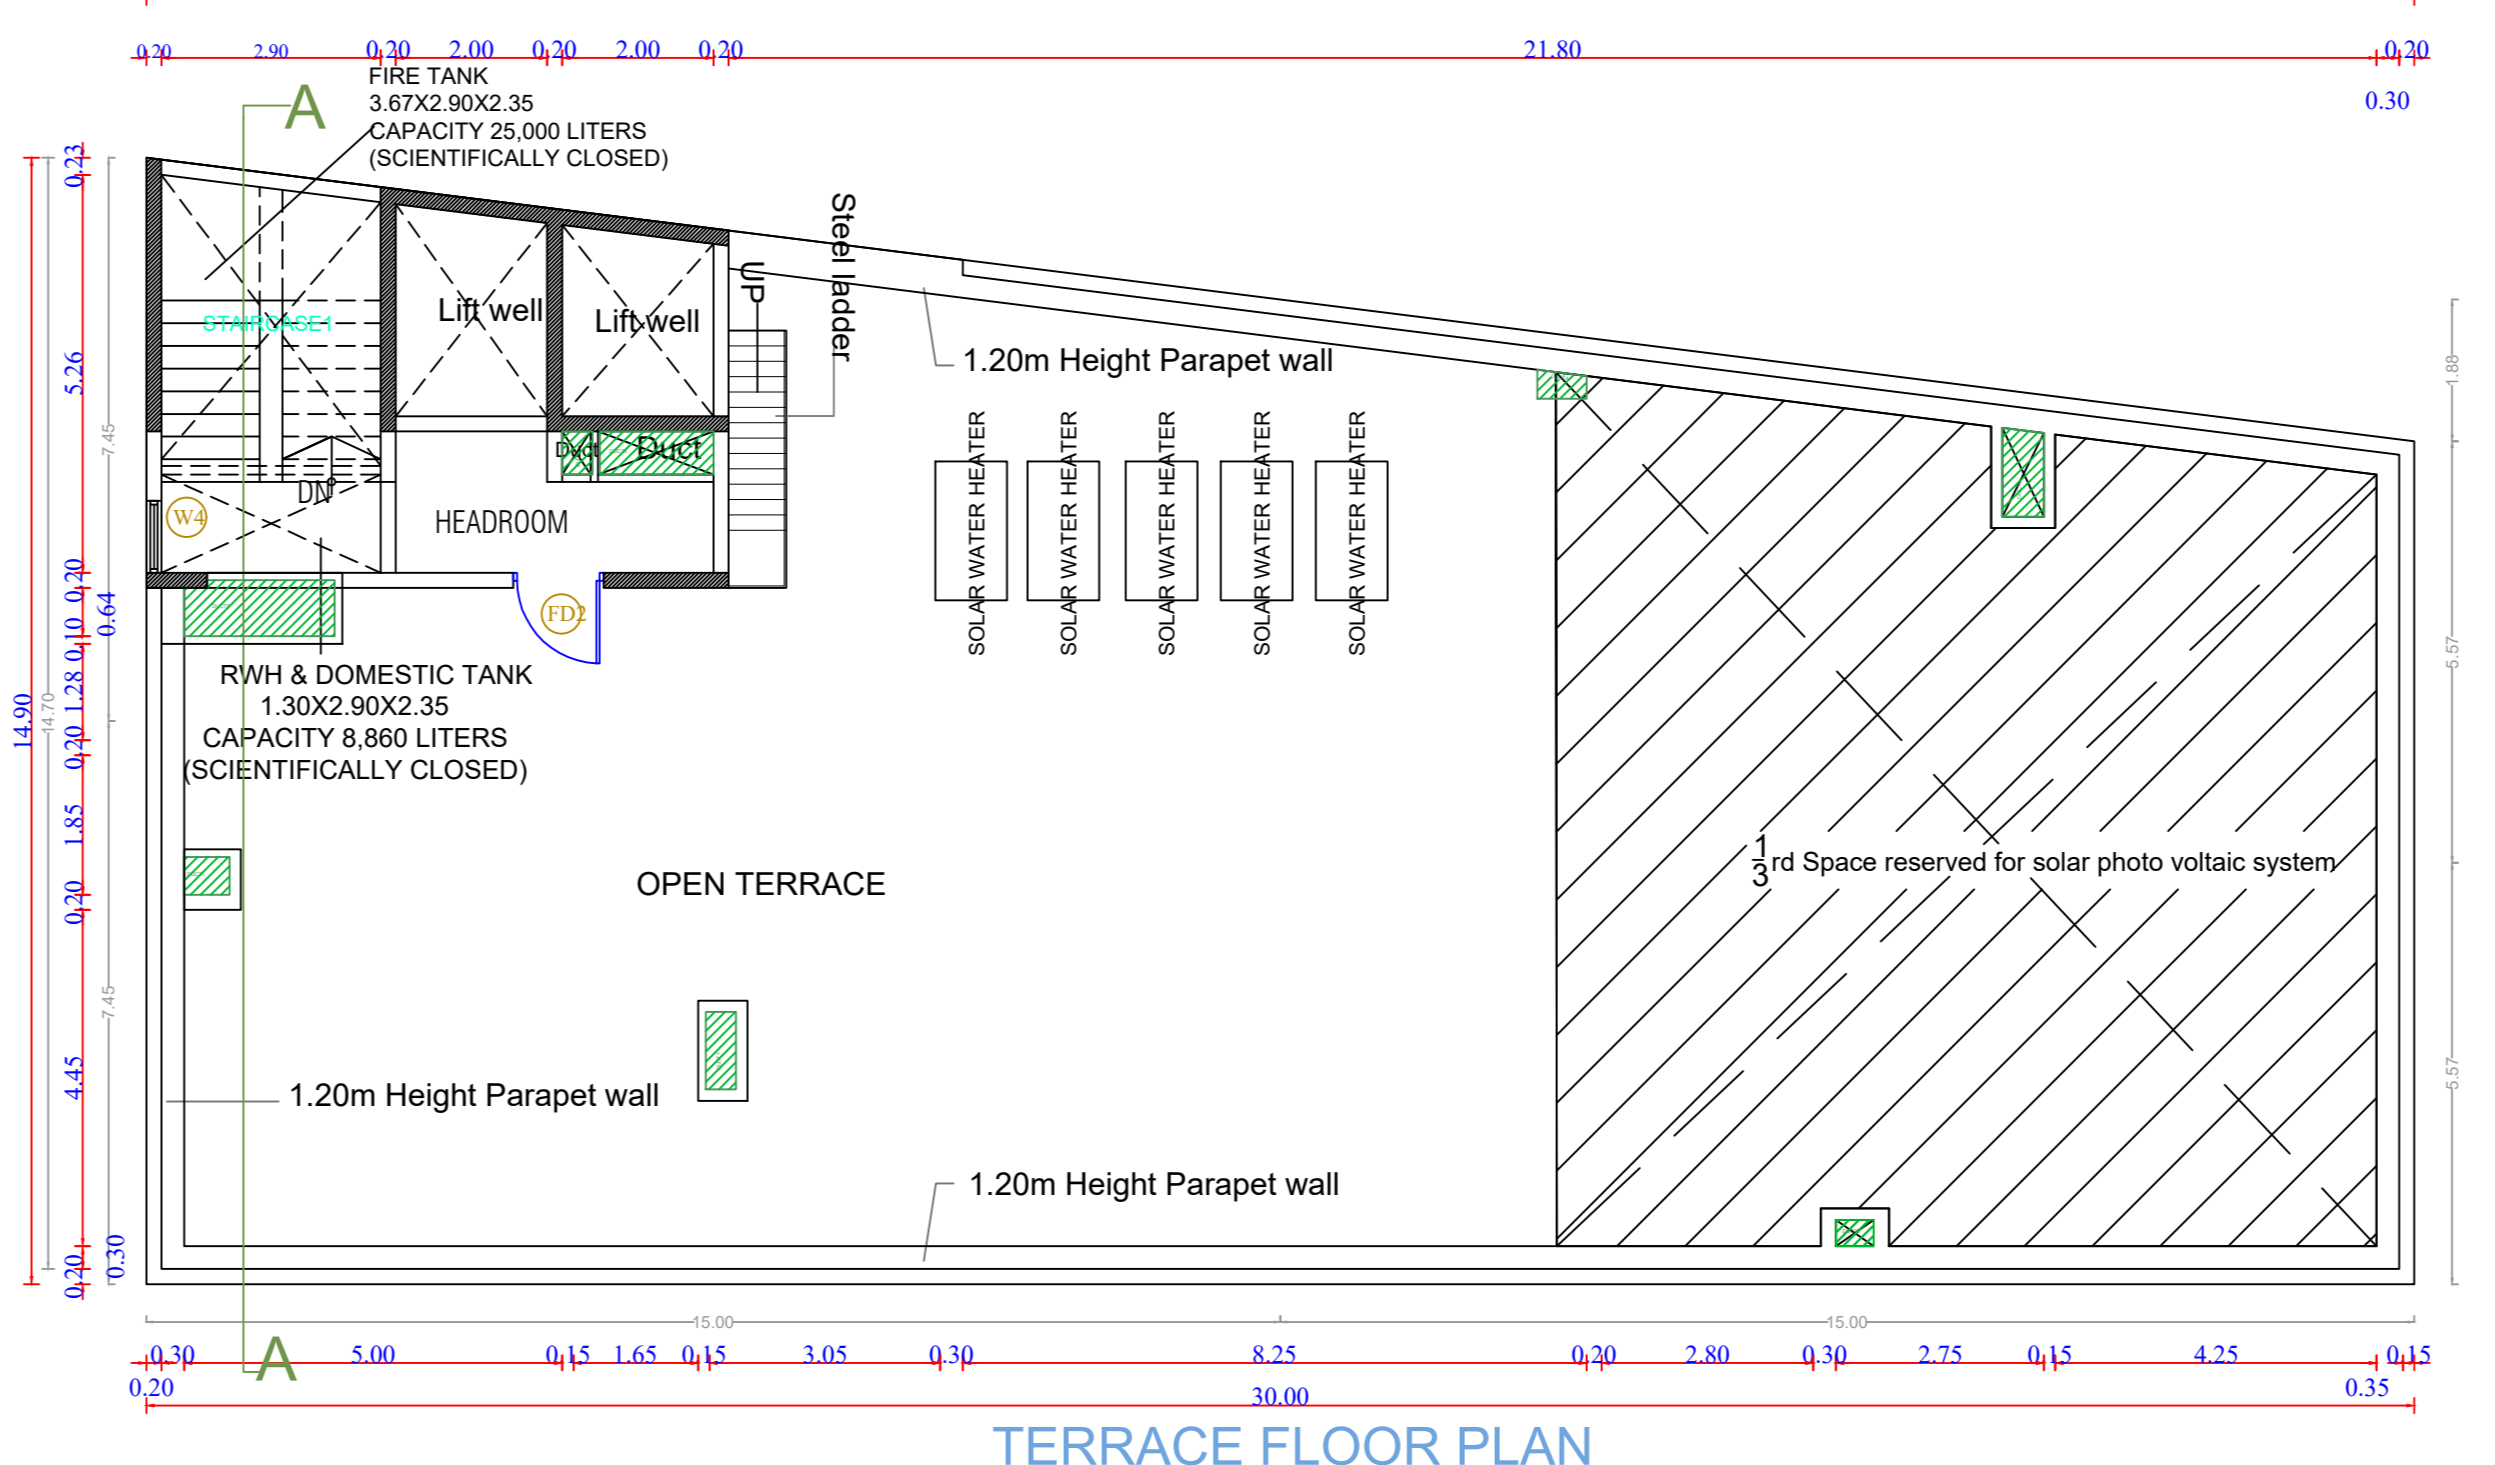 0.20 2.90 0.20 2.00 0.20 2.00 0.20 21.80 0.20
0.30
A
FIRE TANK
3.67X2.90X2.35
CAPACITY 25,000 LITERS
(SCIENTIFICALLY CLOSED)
Steel ladder
UP
STAIRCASE1
Lift well
Lift well
1.20m Height Parapet wall
Duct
Duct
DN
W4
HEADROOM
FD2
SOLAR WATER HEATER
SOLAR WATER HEATER
SOLAR WATER HEATER
SOLAR WATER HEATER
SOLAR WATER HEATER
RWH & DOMESTIC TANK
1.30X2.90X2.35
CAPACITY 8,860 LITERS
(SCIENTIFICALLY CLOSED)
OPEN TERRACE
1
3
rd Space reserved for solar photo voltaic system
1.20m Height Parapet wall
1.20m Height Parapet wall
0.23
5.26
0.20
0.10
0.64
1.28
0.20
1.85
0.20
4.45
0.20
0.30
14.90
14.70
7.45
7.45
1.88
5.57
5.57
15.00 15.00
A
0.30 5.00 0.15 1.65 0.15 3.05 0.30 8.25 0.20 2.80 0.30 2.75 0.15 4.25 0.15
0.20 0.35
30.00
TERRACE FLOOR PLAN